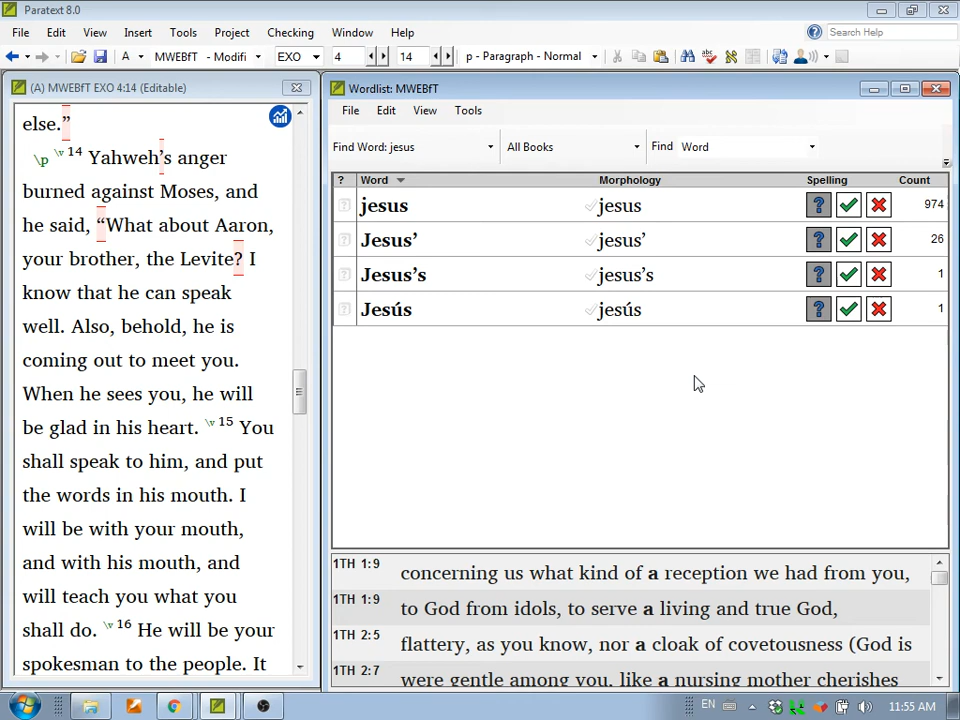 Paratext 8.0
File Edit View Insert Tools Project Checking Window Help
Search Help
A MWEBfT - Modifi EXO 4 14 p - Paragraph - Normal
(A) MWEBfT EXO 4:14 (Editable)
else.”
\p \v 14 Yahweh’s anger
burned against Moses, and
he said, “What about Aaron,
your brother, the Levite? I
know that he can speak
well. Also, behold, he is
coming out to meet you.
When he sees you, he will
be glad in his heart. \v 15 You
shall speak to him, and put
the words in his mouth. I
will be with your mouth,
and with his mouth, and
will teach you what you
shall do. \v 16 He will be your
spokesman to the people. It
Wordlist: MWEBfT
File Edit View Tools
Find Word: jesus All Books Find Word
? Word Morphology Spelling Count
jesus jesus 974
Jesus’ jesus’ 26
Jesus’s jesus’s 1
Jesús jesús 1
1TH 1:9 concerning us what kind of a reception we had from you,
1TH 1:9 to God from idols, to serve a living and true God,
1TH 2:5 flattery, as you know, nor a cloak of covetousness (God is
1TH 2:7 were gentle among you, like a nursing mother cherishes
EN 11:55 AM